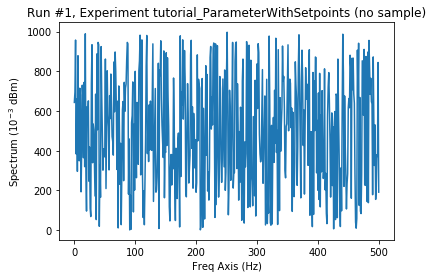 Run #1, Experiment tutorial_ParameterWithSetpoints (no sample)
1000
800
600
400
200
0
Spectrum (10⁻³ dBm)
0 100 200 300 400 500
Freq Axis (Hz)